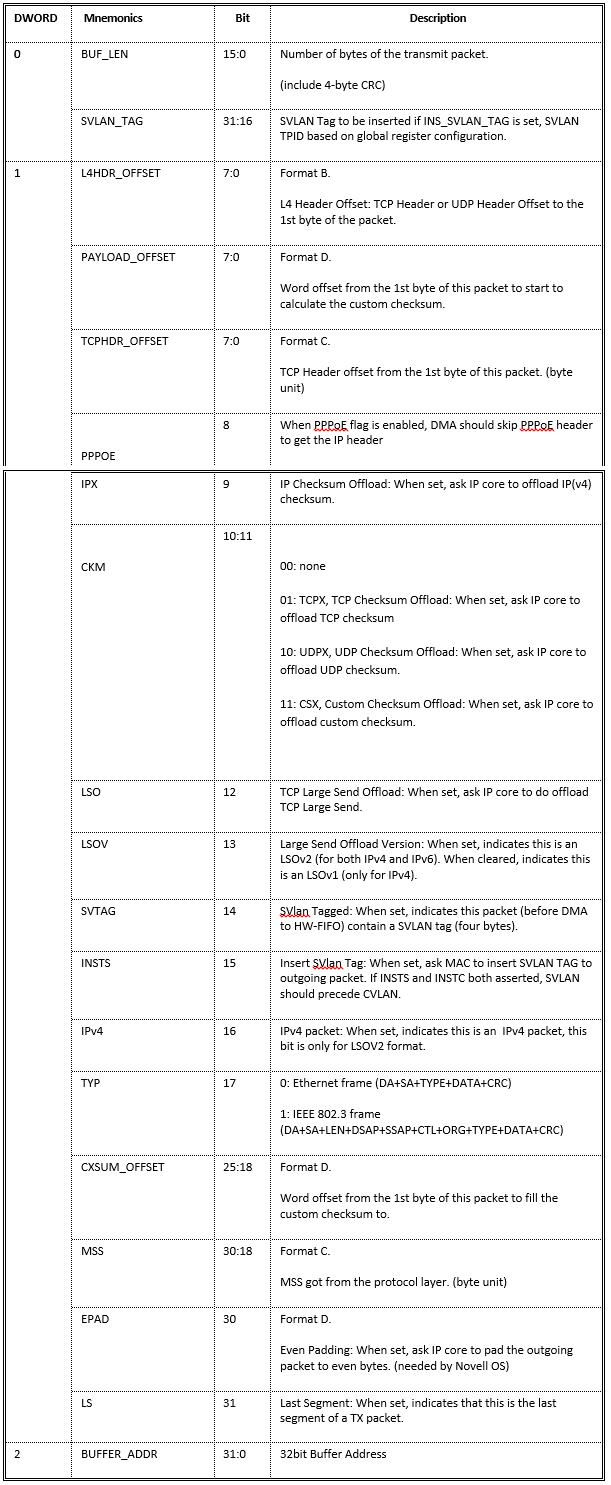 DWORD Mnemonics Bit Description
0 BUF_LEN 15:0 Number of bytes of the transmit packet.
(include 4-byte CRC)
SVLAN_TAG 31:16 SVLAN Tag to be inserted if INS_SVLAN_TAG is set, SVLAN
TPID based on global register configuration.
1 L4HDR_OFFSET 7:0 Format B.
L4 Header Offset: TCP Header or UDP Header Offset to the
1st byte of the packet.
PAYLOAD_OFFSET 7:0 Format D.
Word offset from the 1st byte of this packet to start to
calculate the custom checksum.
TCPHDR_OFFSET 7:0 Format C.
TCP Header offset from the 1st byte of this packet. (byte
unit)
8 When PPPoE flag is enabled, DMA should skip PPPoE header
to get the IP header
PPPOE
IPX 9 IP Checksum Offload: When set, ask IP core to offload IP(v4)
checksum.
10:11
CKM 00: none
01: TCPX, TCP Checksum Offload: When set, ask IP core to
offload TCP checksum
10: UDPX, UDP Checksum Offload: When set, ask IP core to
offload UDP checksum.
11: CSX, Custom Checksum Offload: When set, ask IP core to
offload custom checksum.
LSO 12 TCP Large Send Offload: When set, ask IP core to do offload
TCP Large Send.
LSOV 13 Large Send Offload Version: When set, indicates this is an
LSOv2 (for both IPv4 and IPv6). When cleared, indicates this
is an LSOv1 (only for IPv4).
SVTAG 14 SVlan Tagged: When set, indicates this packet (before DMA
to HW-FIFO) contain a SVLAN tag (four bytes).
INSTS 15 Insert SVlan Tag: When set, ask MAC to insert SVLAN TAG to
outgoing packet. If INSTS and INSTC both asserted, SVLAN
should precede CVLAN.
IPv4 16 IPv4 packet: When set, indicates this is an IPv4 packet, this
bit is only for LSOV2 format.
TYP 17 0: Ethernet frame (DA+SA+TYPE+DATA+CRC)
1: IEEE 802.3 frame
(DA+SA+LEN+DSAP+SSAP+CTL+ORG+TYPE+DATA+CRC)
CXSUM_OFFSET 25:18 Format D.
Word offset from the 1st byte of this packet to fill the
custom checksum to.
MSS 30:18 Format C.
MSS got from the protocol layer. (byte unit)
EPAD 30 Format D.
Even Padding: When set, ask IP core to pad the outgoing
packet to even bytes. (needed by Novell OS)
LS 31 Last Segment: When set, indicates that this is the last
segment of a TX packet.
2 BUFFER_ADDR 31:0 32bit Buffer Address